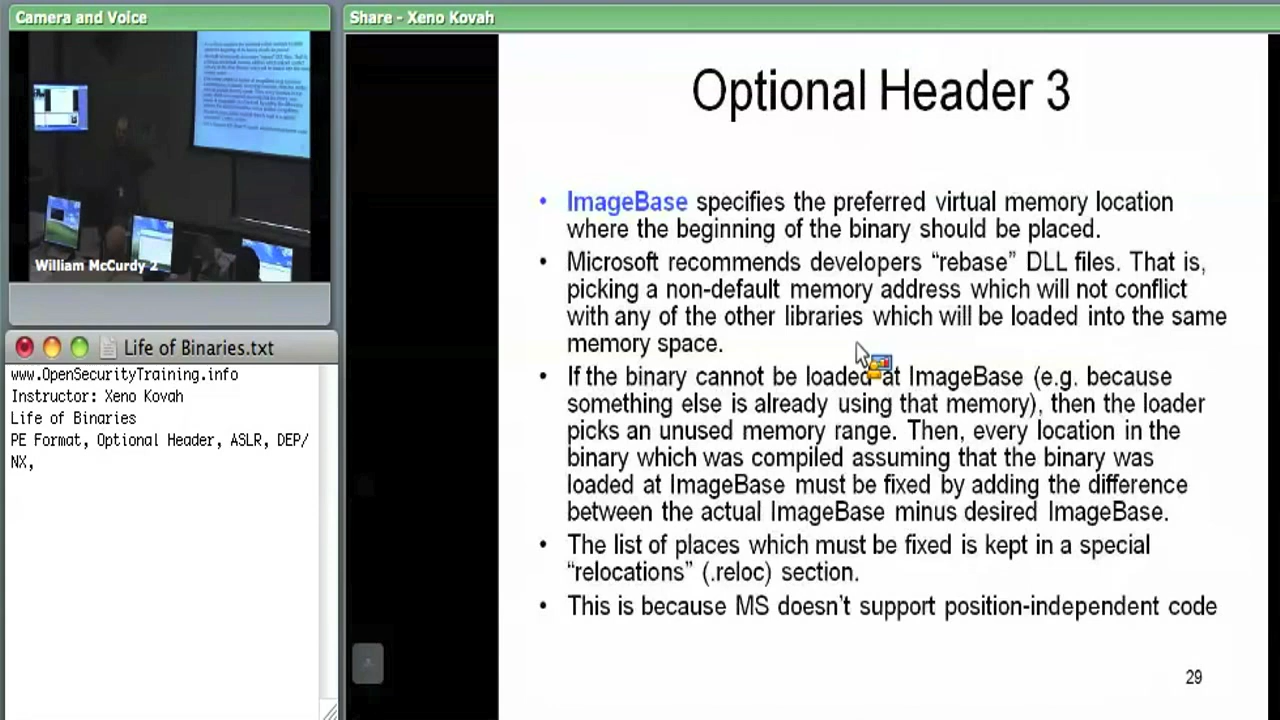 Camera and Voice
William McCurdy 2
Life of Binaries.txt
www.OpenSecurityTraining.info
Instructor: Xeno Kovah
Life of Binaries
PE Format, Optional Header, ASLR, DEP/
NX,
Share - Xeno Kovah
Optional Header 3
• ImageBase specifies the preferred virtual memory location
where the beginning of the binary should be placed.
• Microsoft recommends developers “rebase” DLL files. That is,
picking a non-default memory address which will not conflict
with any of the other libraries which will be loaded into the same
memory space.
• If the binary cannot be loaded at ImageBase (e.g. because
something else is already using that memory), then the loader
picks an unused memory range. Then, every location in the
binary which was compiled assuming that the binary was
loaded at ImageBase must be fixed by adding the difference
between the actual ImageBase minus desired ImageBase.
• The list of places which must be fixed is kept in a special
“relocations” (.reloc) section.
• This is because MS doesn’t support position-independent code
29